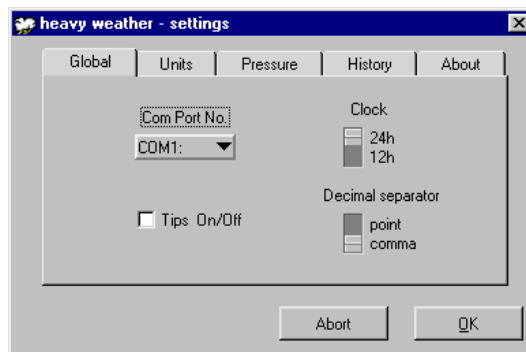 heavy weather - settings
Global Units Pressure History About
Com Port No.
COM1:
Clock
24h
12h
Tips On/Off
Decimal separator
point
comma
Abort OK